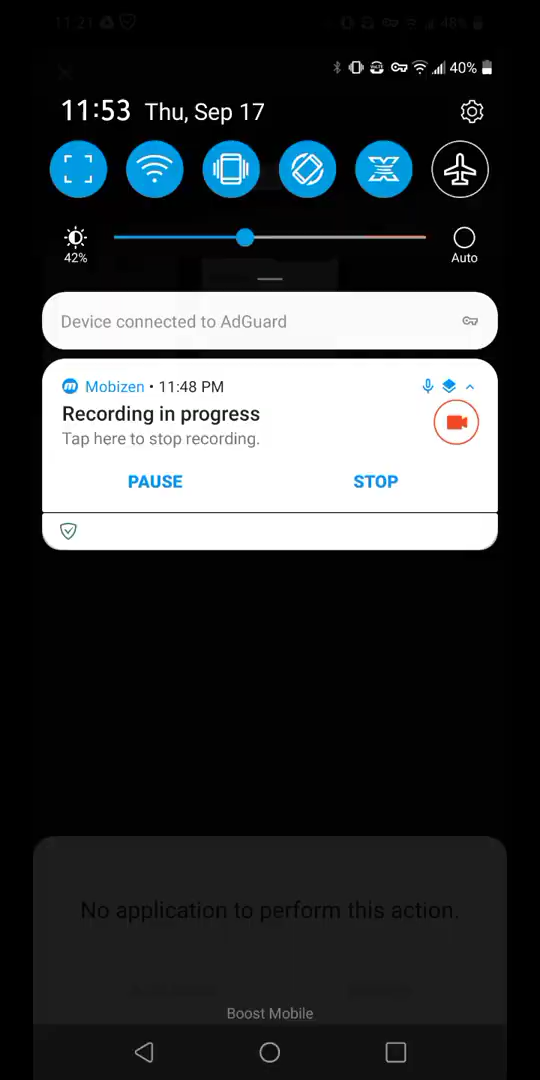 11:21 48%
40%
11:53 Thu, Sep 17
42%
Auto
Device connected to AdGuard
Mobizen • 11:48 PM
Recording in progress
Tap here to stop recording.
PAUSE STOP
No application to perform this action.
Boost Mobile